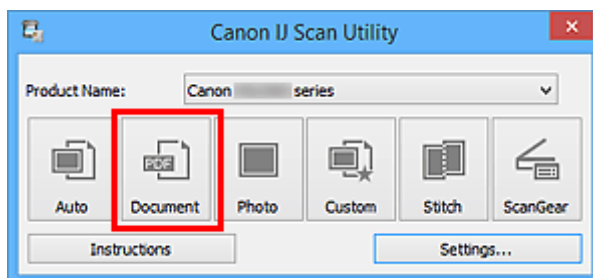 Canon IJ Scan Utility
Product Name: Canon series
PDF
Auto Document Photo Custom Stitch ScanGear
Instructions Settings...